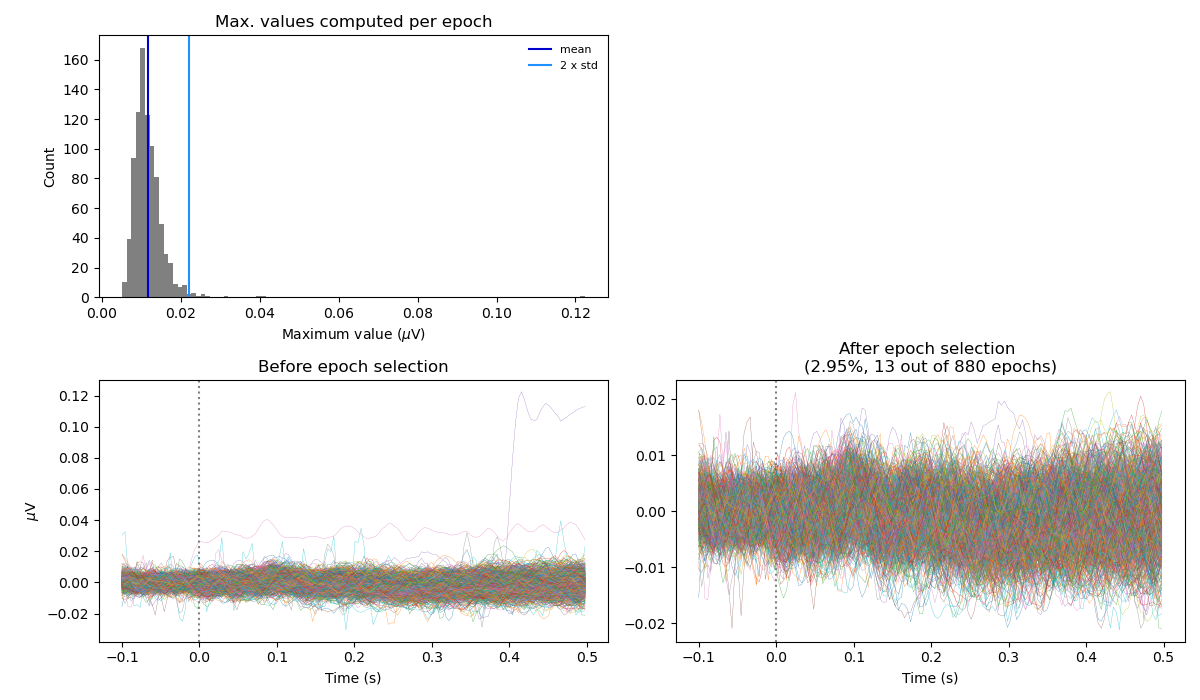 Max. values computed per epoch
mean
2 x std
160
140
120
100
80
60
40
20
0
Count
0.00 0.02 0.04 0.06 0.08 0.10 0.12
Maximum value (μV)
Before epoch selection
0.12
0.10
0.08
0.06
0.04
0.02
0.00
−0.02
μV
−0.1 0.0 0.1 0.2 0.3 0.4 0.5
Time (s)
After epoch selection
(2.95%, 13 out of 880 epochs)
0.02
0.01
0.00
−0.01
−0.02
−0.1 0.0 0.1 0.2 0.3 0.4 0.5
Time (s)